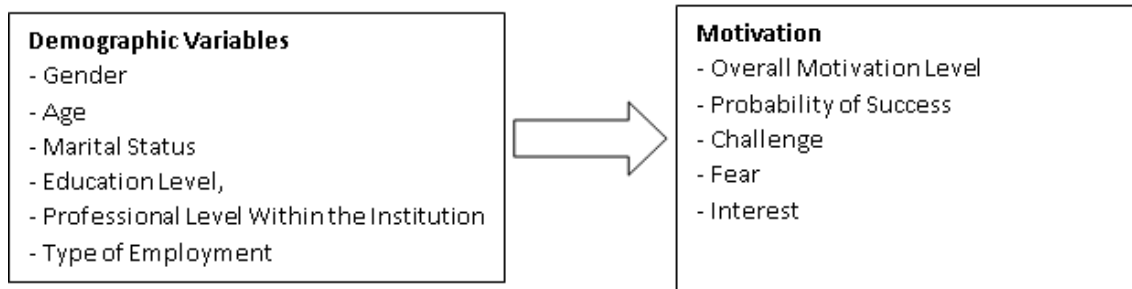 Demographic Variables
- Gender
- Age
- Marital Status
- Education Level,
- Professional Level Within the Institution
- Type of Employment
Motivation
- Overall Motivation Level
- Probability of Success
- Challenge
- Fear
- Interest